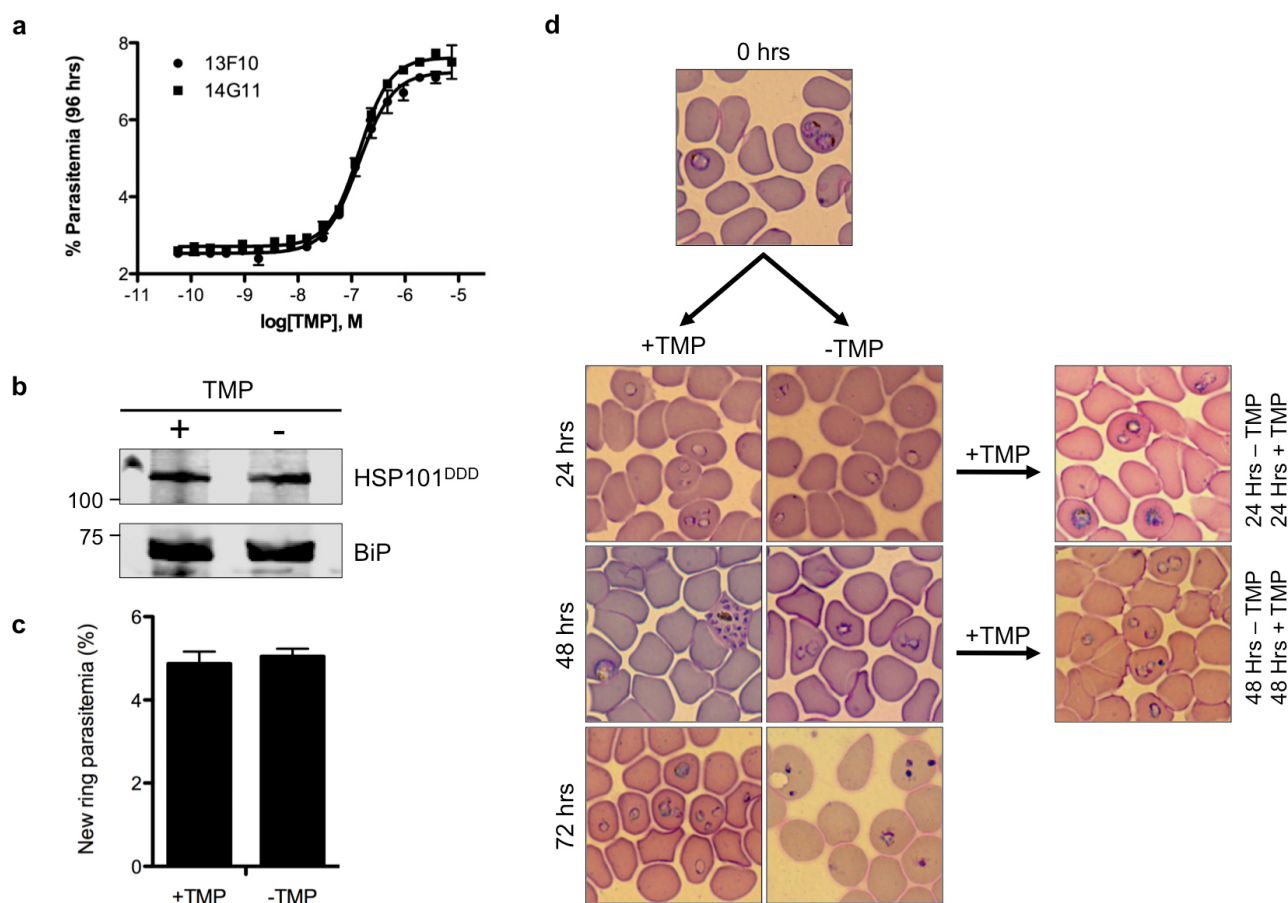 a
% Parasitemia (96 hrs)
8
6
4
2
13F10
14G11
-11 -10 -9 -8 -7 -6 -5
log[TMP], M
b
TMP
+ -
HSP101DDD
100
75
BiP
c
New ring parasitemia (%)
6
4
2
0
+TMP -TMP
d
0 hrs
+TMP -TMP
24 hrs
+TMP
24 Hrs – TMP
24 Hrs + TMP
48 hrs
+TMP
48 Hrs – TMP
48 Hrs + TMP
72 hrs